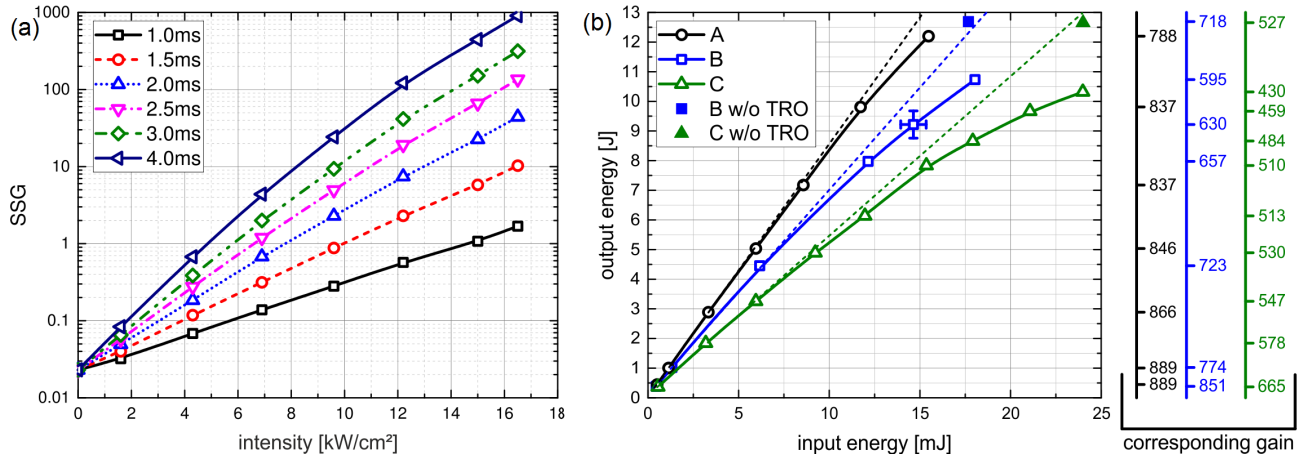 (a)
1000
100
10
1
0.1
0.01
SSG
1.0ms
1.5ms
2.0ms
2.5ms
3.0ms
4.0ms
0 2 4 6 8 10 12 14 16 18
intensity [kW/cm²]
(b)
13
12
11
10
9
8
7
6
5
4
3
2
1
0
output energy [J]
A
B
C
B w/o TRO
C w/o TRO
0 5 10 15 20 25
input energy [mJ]
788
837
837
846
866
889
889
718
595
630
657
723
774
851
527
430
459
484
510
513
530
547
578
665
corresponding gain